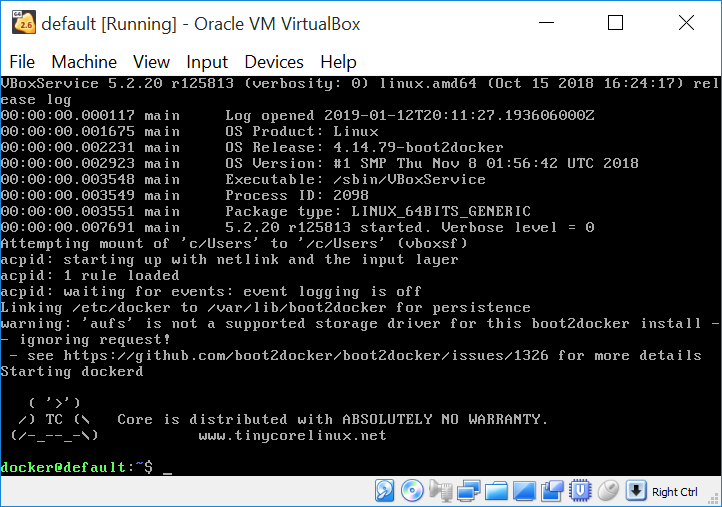 64
2.6
default [Running] - Oracle VM VirtualBox
File Machine View Input Devices Help
VBoxService 5.2.20 r125813 (verbosity: 0) linux.amd64 (Oct 15 2018 16:24:17) rel
ease log
00:00:00.000117 main     Log opened 2019-01-12T20:11:27.193606000Z
00:00:00.001675 main     OS Product: Linux
00:00:00.002231 main     OS Release: 4.14.79-boot2docker
00:00:00.002923 main     OS Version: #1 SMP Thu Nov 8 01:56:42 UTC 2018
00:00:00.003548 main     Executable: /sbin/VBoxService
00:00:00.003549 main     Process ID: 2098
00:00:00.003551 main     Package type: LINUX_64BITS_GENERIC
00:00:00.007691 main     5.2.20 r125813 started. Verbose level = 0
Attempting mount of 'c/Users' to '/c/Users' (vboxsf)
acpid: starting up with netlink and the input layer
acpid: 1 rule loaded
acpid: waiting for events: event logging is off
Linking /etc/docker to /var/lib/boot2docker for persistence
warning: 'aufs' is not a supported storage driver for this boot2docker install -
- ignoring request!
 - see https://github.com/boot2docker/boot2docker/issues/1326 for more details
Starting dockerd
   ( '>')
  /) TC (\   Core is distributed with ABSOLUTELY NO WARRANTY.
 (/-_--_-\)           www.tinycorelinux.net
docker@default:~$ _
Right Ctrl